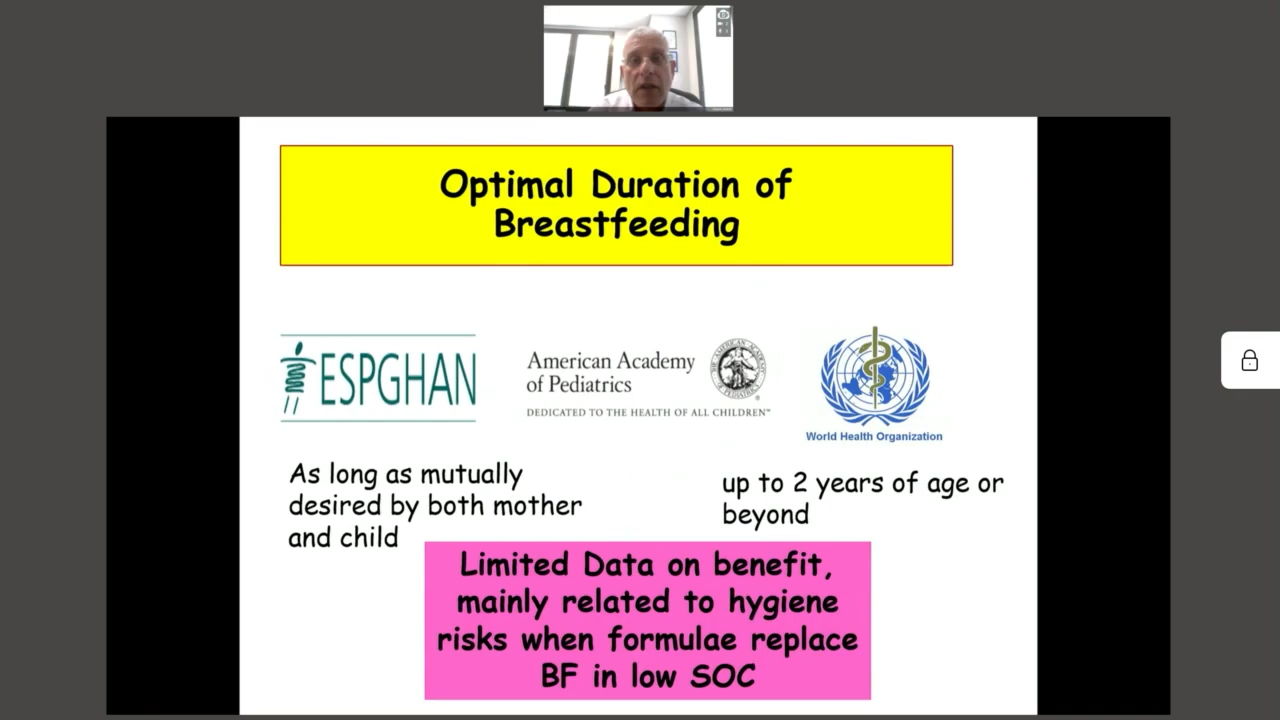 Optimal Duration of
Breastfeeding
ESPGHAN
American Academy
of Pediatrics
DEDICATED TO THE HEALTH OF ALL CHILDREN™
World Health Organization
As long as mutually
desired by both mother
and child
up to 2 years of age or
beyond
Limited Data on benefit,
mainly related to hygiene
risks when formulae replace
BF in low SOC